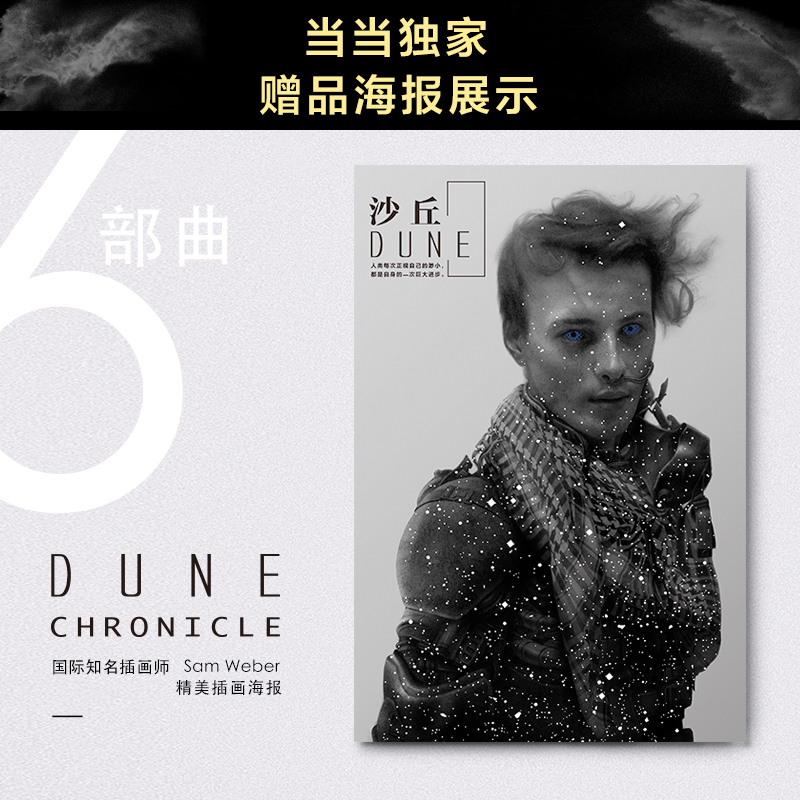 当当独家
赠品海报展示
6
部曲
沙丘
DUNE
人类每次正视自己的渺小，
都是自身的一次巨大进步。
DUNE
CHRONICLE
国际知名插画师 Sam Weber
精美插画海报